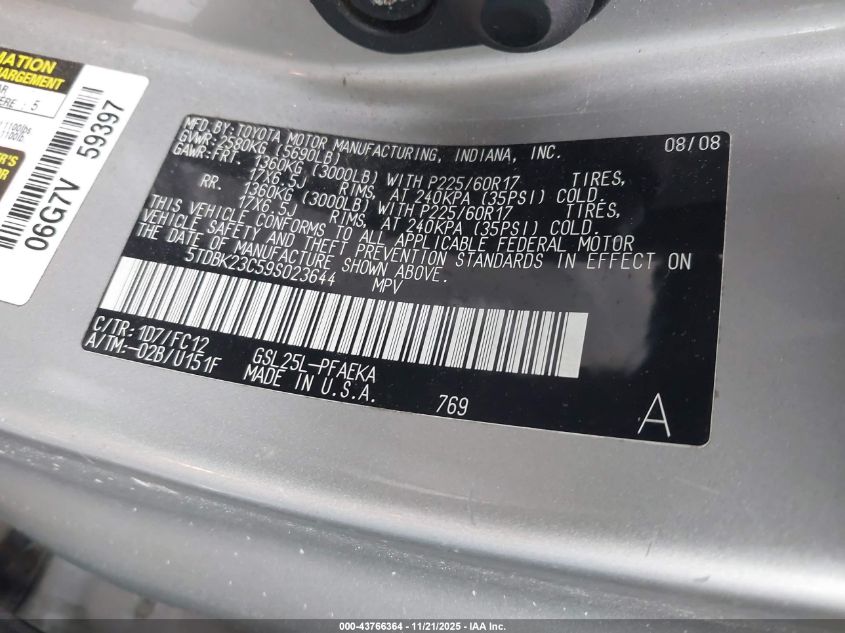 MFD.BY:TOYOTA MOTOR MANUFACTURING, INDIANA, INC. 08/08
GVWR:2580KG (5690LB)
GAWR:FRT. 1360KG (3000LB) WITH P225/60R17 TIRES,
17X6.5J RIMS, AT 240KPA (35PSI) COLD.
RR. 1360KG (3000LB) WITH P225/60R17 TIRES,
17X6.5J RIMS, AT 240KPA (35PSI) COLD.
THIS VEHICLE CONFORMS TO ALL APPLICABLE FEDERAL MOTOR
VEHICLE SAFETY AND THEFT PREVENTION STANDARDS IN EFFECT ON
THE DATE OF MANUFACTURE SHOWN ABOVE.
5TDBK23C59S023644 MPV
C/TR:1D7/FC12 GSL25L-PFAEKA
A/TM:-02B/U151F MADE IN U.S.A.
769 A
MATION
CHARGEMENT
5
06G7V 59397
000-43766364 - 11/21/2025 - IAA Inc.